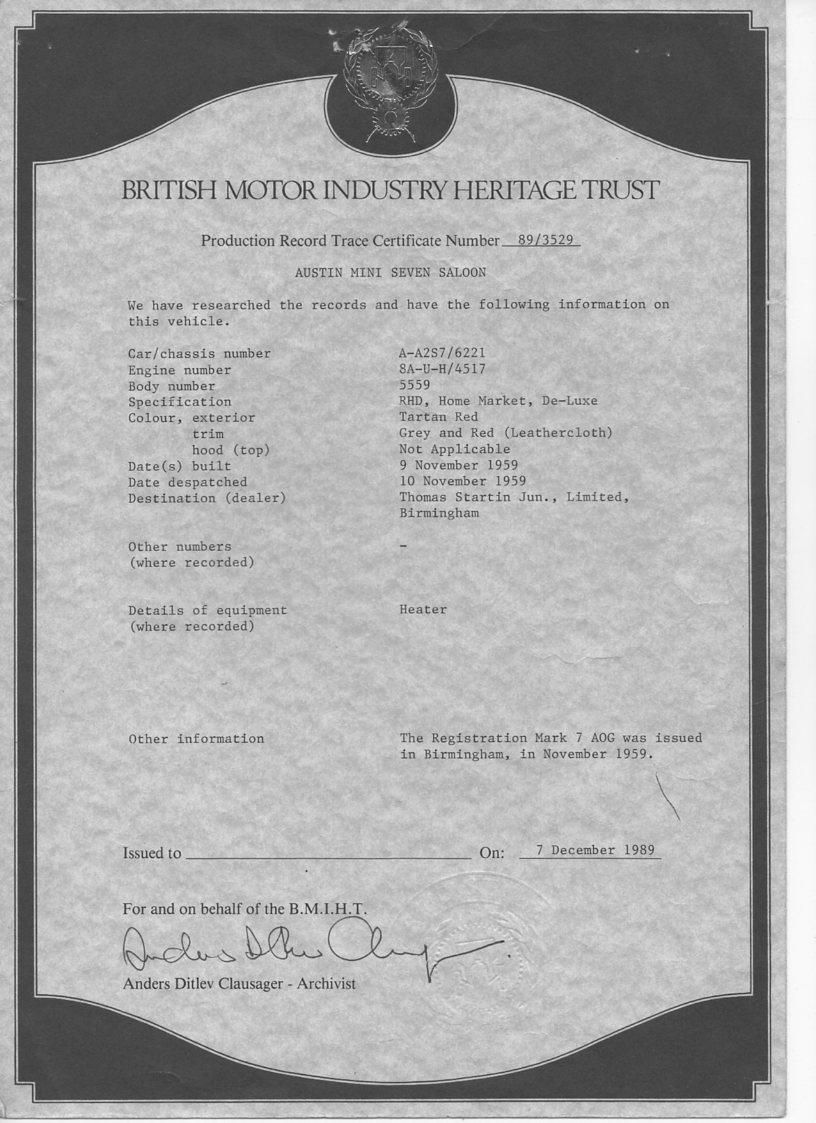 BRITISH MOTOR INDUSTRY HERITAGE TRUST
Production Record Trace Certificate Number 89/3529
AUSTIN MINI SEVEN SALOON
We have researched the records and have the following information on
this vehicle.
Car/chassis number A-A2S7/6221
Engine number 8A-U-H/4517
Body number 5559
Specification RHD, Home Market, De-Luxe
Colour, exterior Tartan Red
trim Grey and Red (Leathercloth)
hood (top) Not Applicable
Date(s) built 9 November 1959
Date despatched 10 November 1959
Destination (dealer) Thomas Startin Jun., Limited,
Birmingham
Other numbers -
(where recorded)
Details of equipment Heater
(where recorded)
Other information The Registration Mark 7 AOG was issued
in Birmingham, in November 1959.
Issued to On: 7 December 1989
For and on behalf of the B.M.I.H.T.
Anders Ditlev Clausager
Anders Ditlev Clausager - Archivist